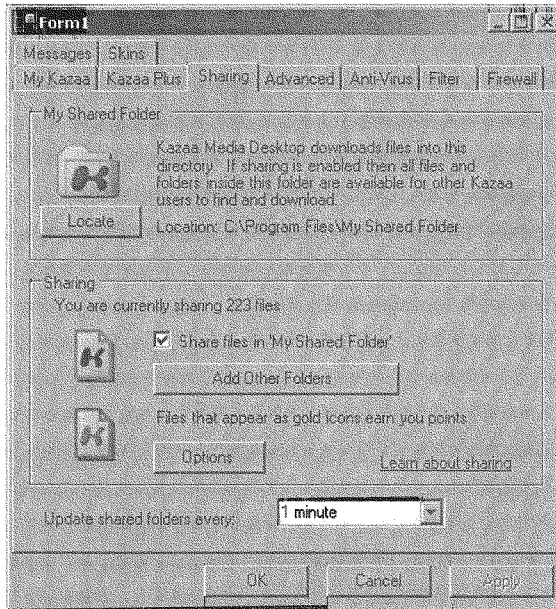 Form1
Messages Skins
My Kazaa Kazaa Plus Sharing Advanced Anti-Virus Filter Firewall
My Shared Folder
Kazaa Media Desktop downloads files into this
directory. If sharing is enabled then all files and
folders inside this folder are available for other Kazaa
users to find and download.
Locate
Location: C:\Program Files\My Shared Folder
Sharing
You are currently sharing 223 files
Share files in 'My Shared Folder'
Add Other Folders
Files that appear as gold icons earn you points
Options
Learn about sharing
Update shared folders every: 1 minute
OK Cancel Apply